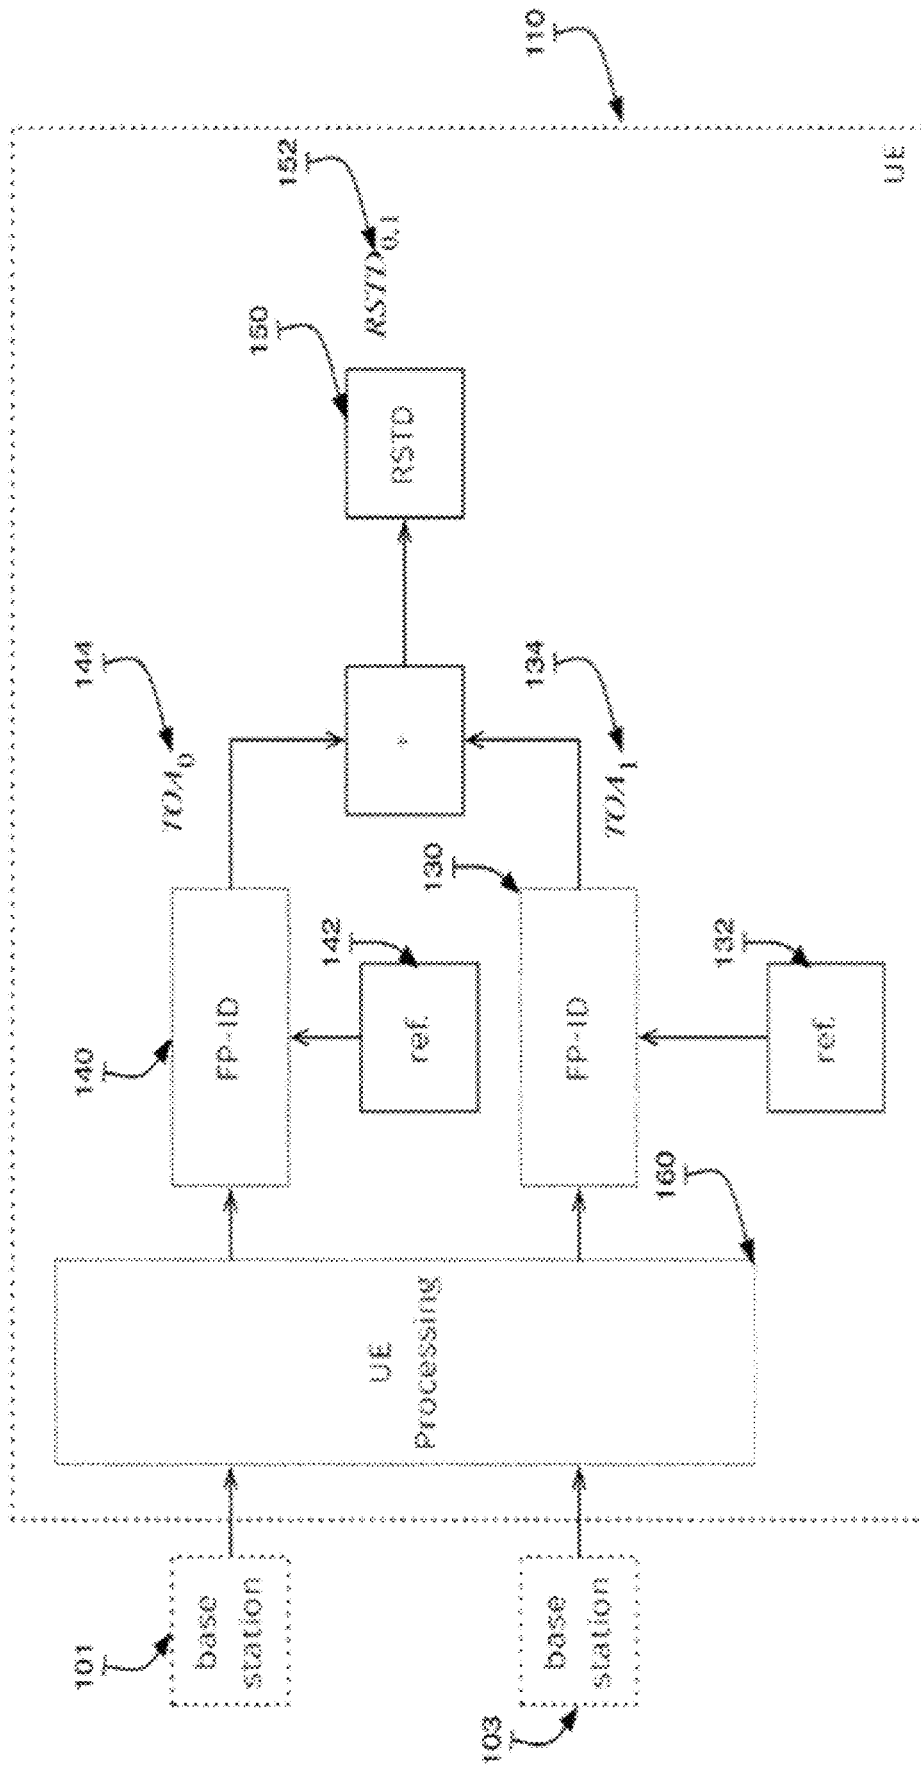 101
140
144
TOA0
base
station
FP-ID
150
152
142
RSTD0,1
UE
Processing
ref.
RSTD
130
103
134
110
base
station
FP-ID
TOA1
160
132
ref.
UE